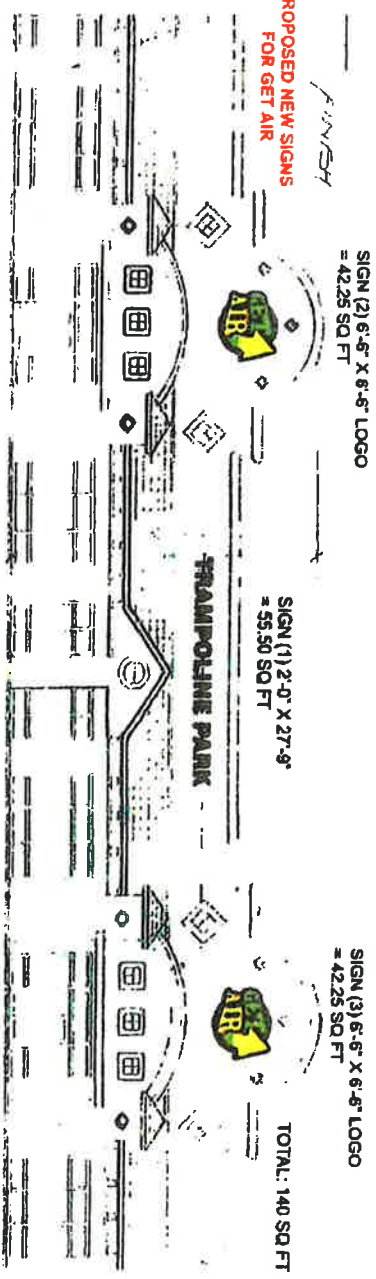 FINISH
ROPOSED NEW SIGNS
FOR GET AIR
SIGN (2) 6'-6" X 6'-6" LOGO
= 42.25 SQ FT
SIGN (1) 2'-0" X 27'-9"
= 55.50 SQ FT
SIGN (3) 6'-6" X 6'-6" LOGO
= 42.25 SQ FT
TOTAL: 140 SQ FT
GET
AIR
TRAMPOLINE PARK
GET
AIR